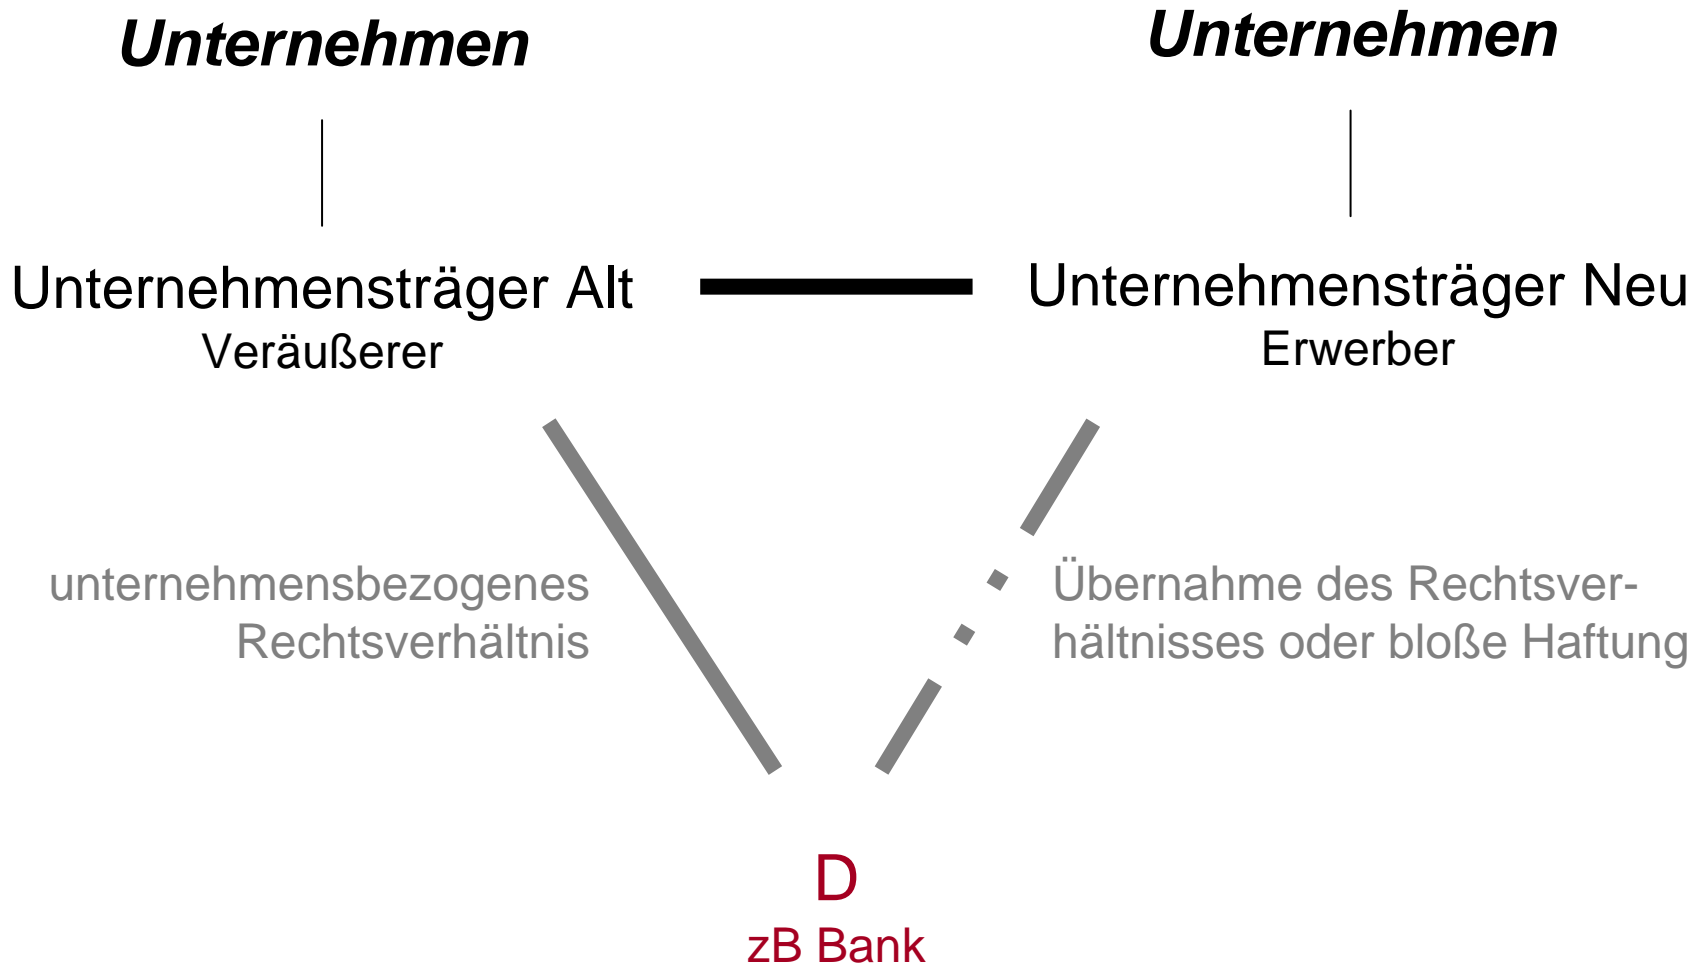 Unternehmen
Unternehmen
Unternehmensträger Alt
Veräußerer
Unternehmensträger Neu
Erwerber
unternehmensbezogenes
Rechtsverhältnis
Übernahme des Rechtsver-
hältnisses oder bloße Haftung
D
zB Bank